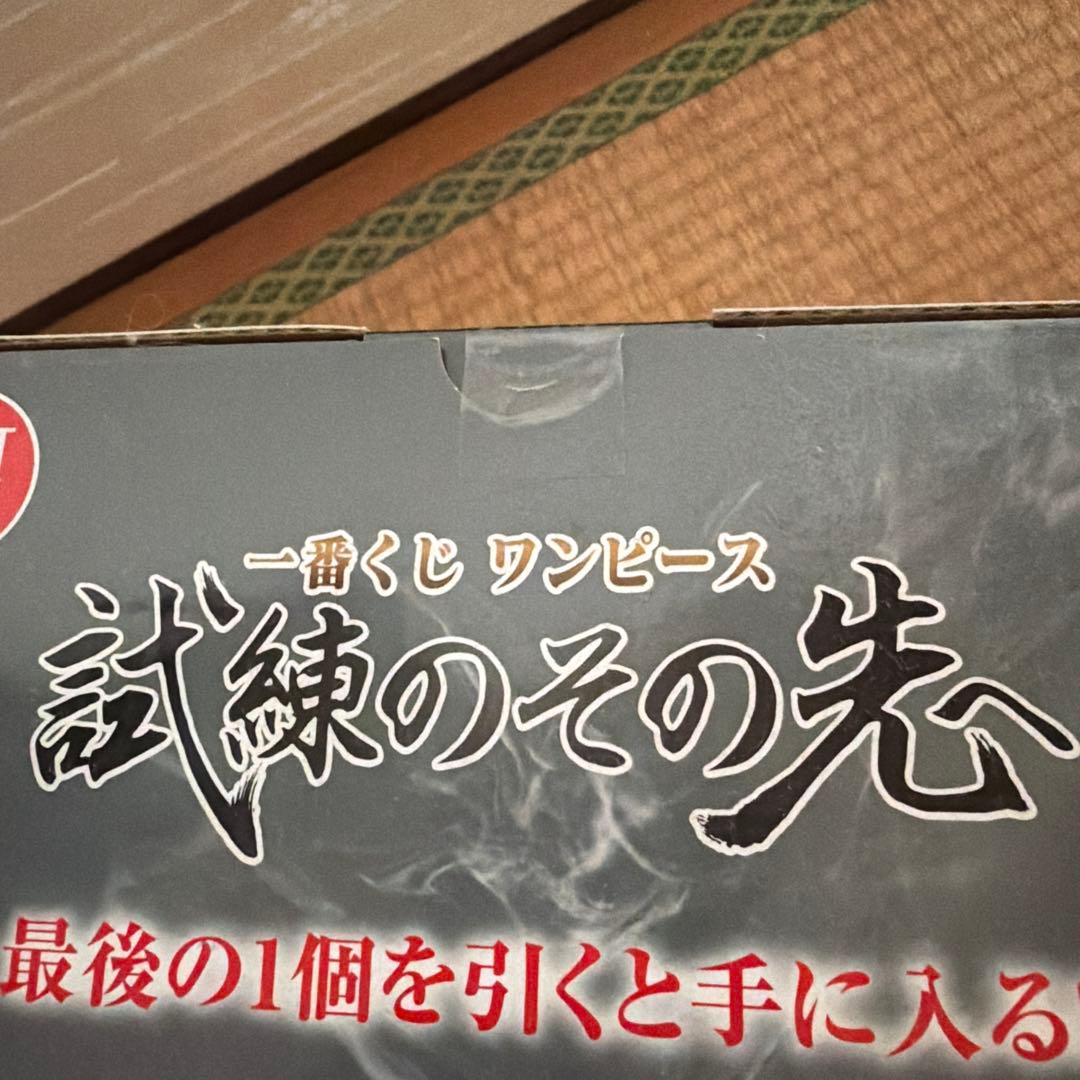 一番くじ ワンピース
試練のその先へ
最後の1個を引くと手に入る